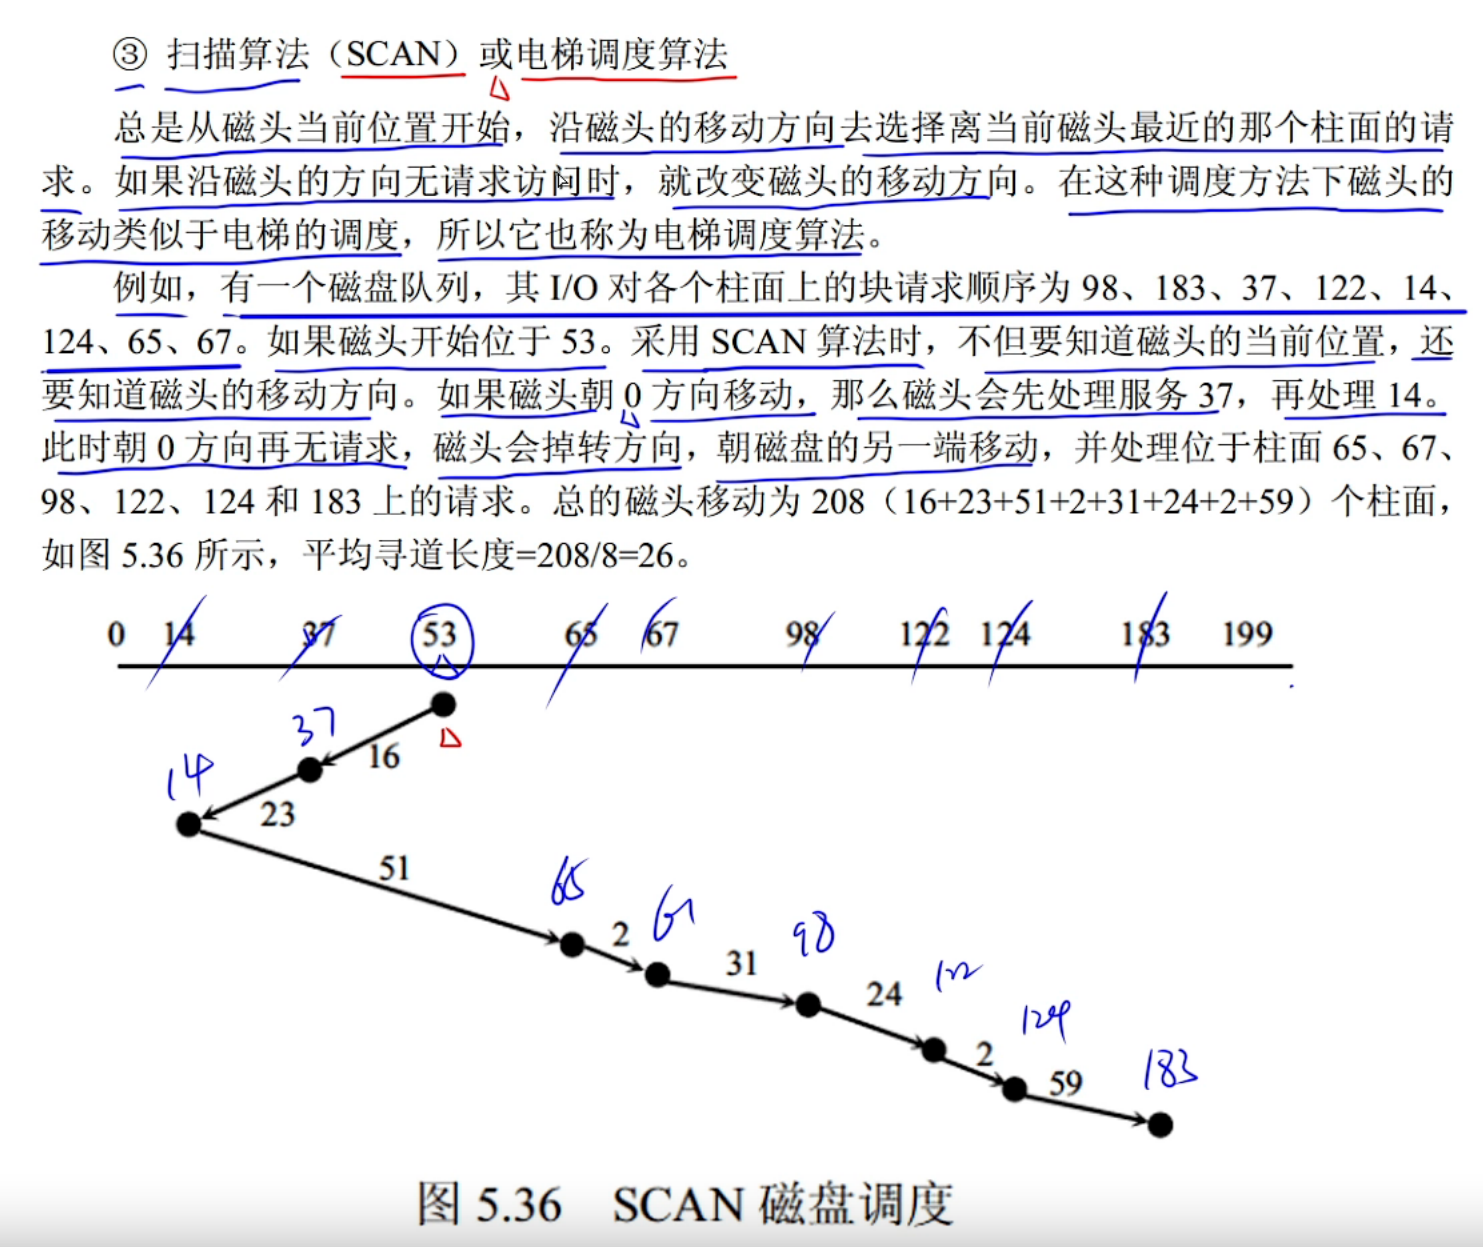 ③ 扫描算法（SCAN）或电梯调度算法
总是从磁头当前位置开始，沿磁头的移动方向去选择离当前磁头最近的那个柱面的请
求。如果沿磁头的方向无请求访问时，就改变磁头的移动方向。在这种调度方法下磁头的
移动类似于电梯的调度，所以它也称为电梯调度算法。
例如，有一个磁盘队列，其 I/O 对各个柱面上的块请求顺序为 98、183、37、122、14、
124、65、67。如果磁头开始位于 53。采用 SCAN 算法时，不但要知道磁头的当前位置，还
要知道磁头的移动方向。如果磁头朝 0 方向移动，那么磁头会先处理服务 37，再处理 14。
此时朝 0 方向再无请求，磁头会掉转方向，朝磁盘的另一端移动，并处理位于柱面 65、67、
98、122、124 和 183 上的请求。总的磁头移动为 208（16+23+51+2+31+24+2+59）个柱面，
如图 5.36 所示，平均寻道长度=208/8=26。
0 14 37 53 65 67 98 122 124 183 199
37
16
14
23
51
65
2
67
31
98
24
122
2
124
59
183
图 5.36 SCAN 磁盘调度